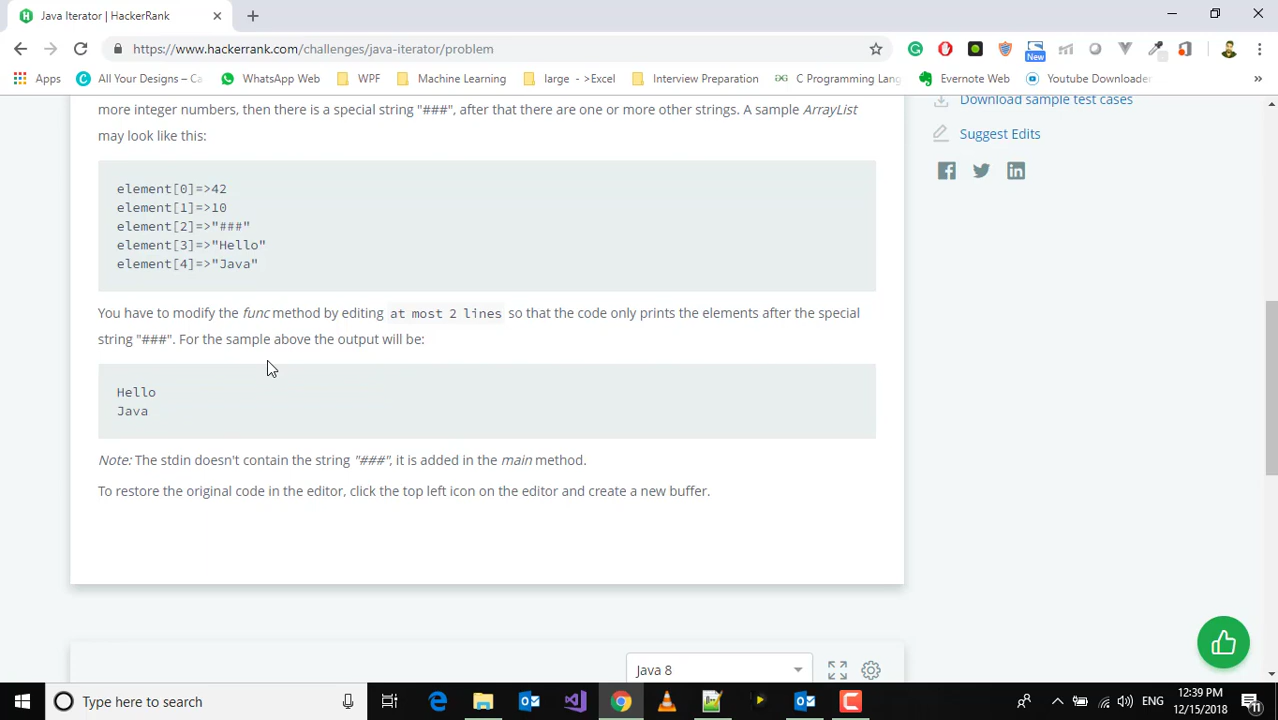 Java Iterator | HackerRank
https://www.hackerrank.com/challenges/java-iterator/problem
New
Apps
All Your Designs – Ca
WhatsApp Web
WPF
Machine Learning
large ->Excel
Interview Preparation
C Programming Lang
Evernote Web
Youtube Downloader
»
more integer numbers, then there is a special string "###", after that there are one or more other strings. A sample ArrayList
may look like this:
element[0]=>42
element[1]=>10
element[2]=>"###"
element[3]=>"Hello"
element[4]=>"Java"
You have to modify the func method by editing at most 2 lines so that the code only prints the elements after the special
string "###". For the sample above the output will be:
Hello
Java
Note: The stdin doesn't contain the string "###", it is added in the main method.
To restore the original code in the editor, click the top left icon on the editor and create a new buffer.
Download sample test cases
Suggest Edits
Java 8
Type here to search
ENG
12:39 PM
12/15/2018
11